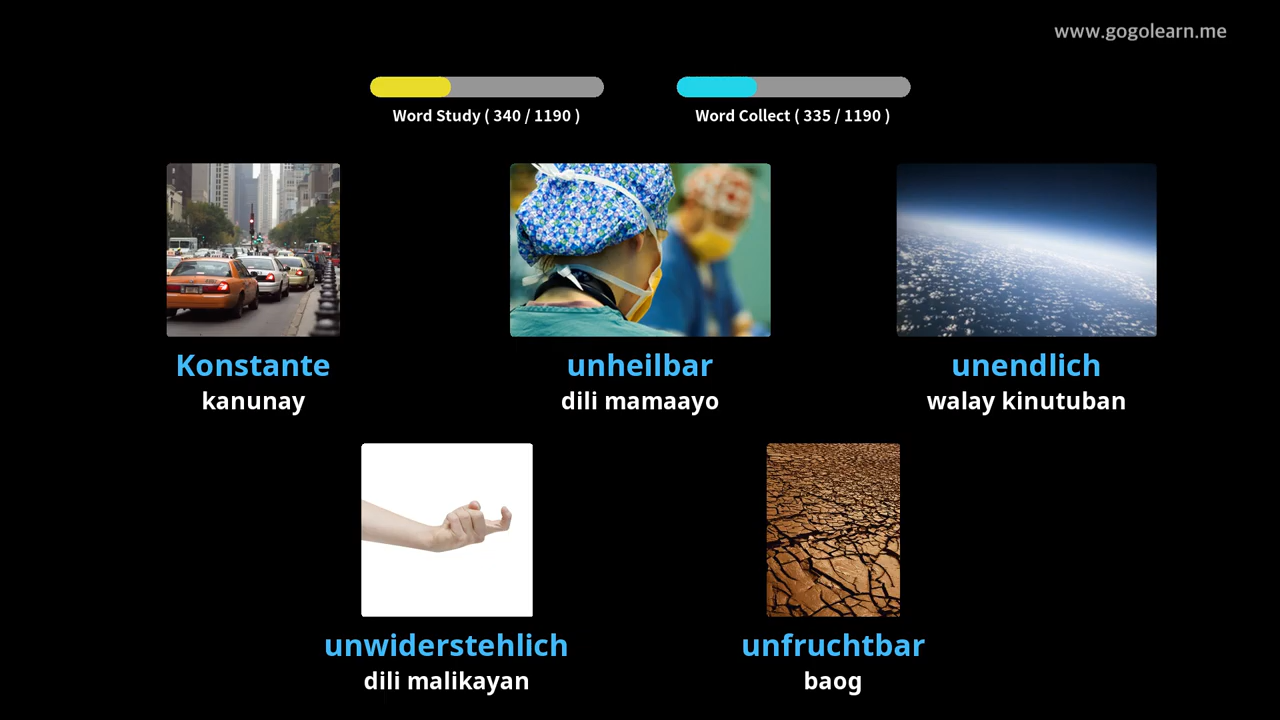 www.gogolearn.me
Word Study ( 340 / 1190 )
Word Collect ( 335 / 1190 )
Konstante
kanunay
unheilbar
dili mamaayo
unendlich
walay kinutuban
unwiderstehlich
dili malikayan
unfruchtbar
baog